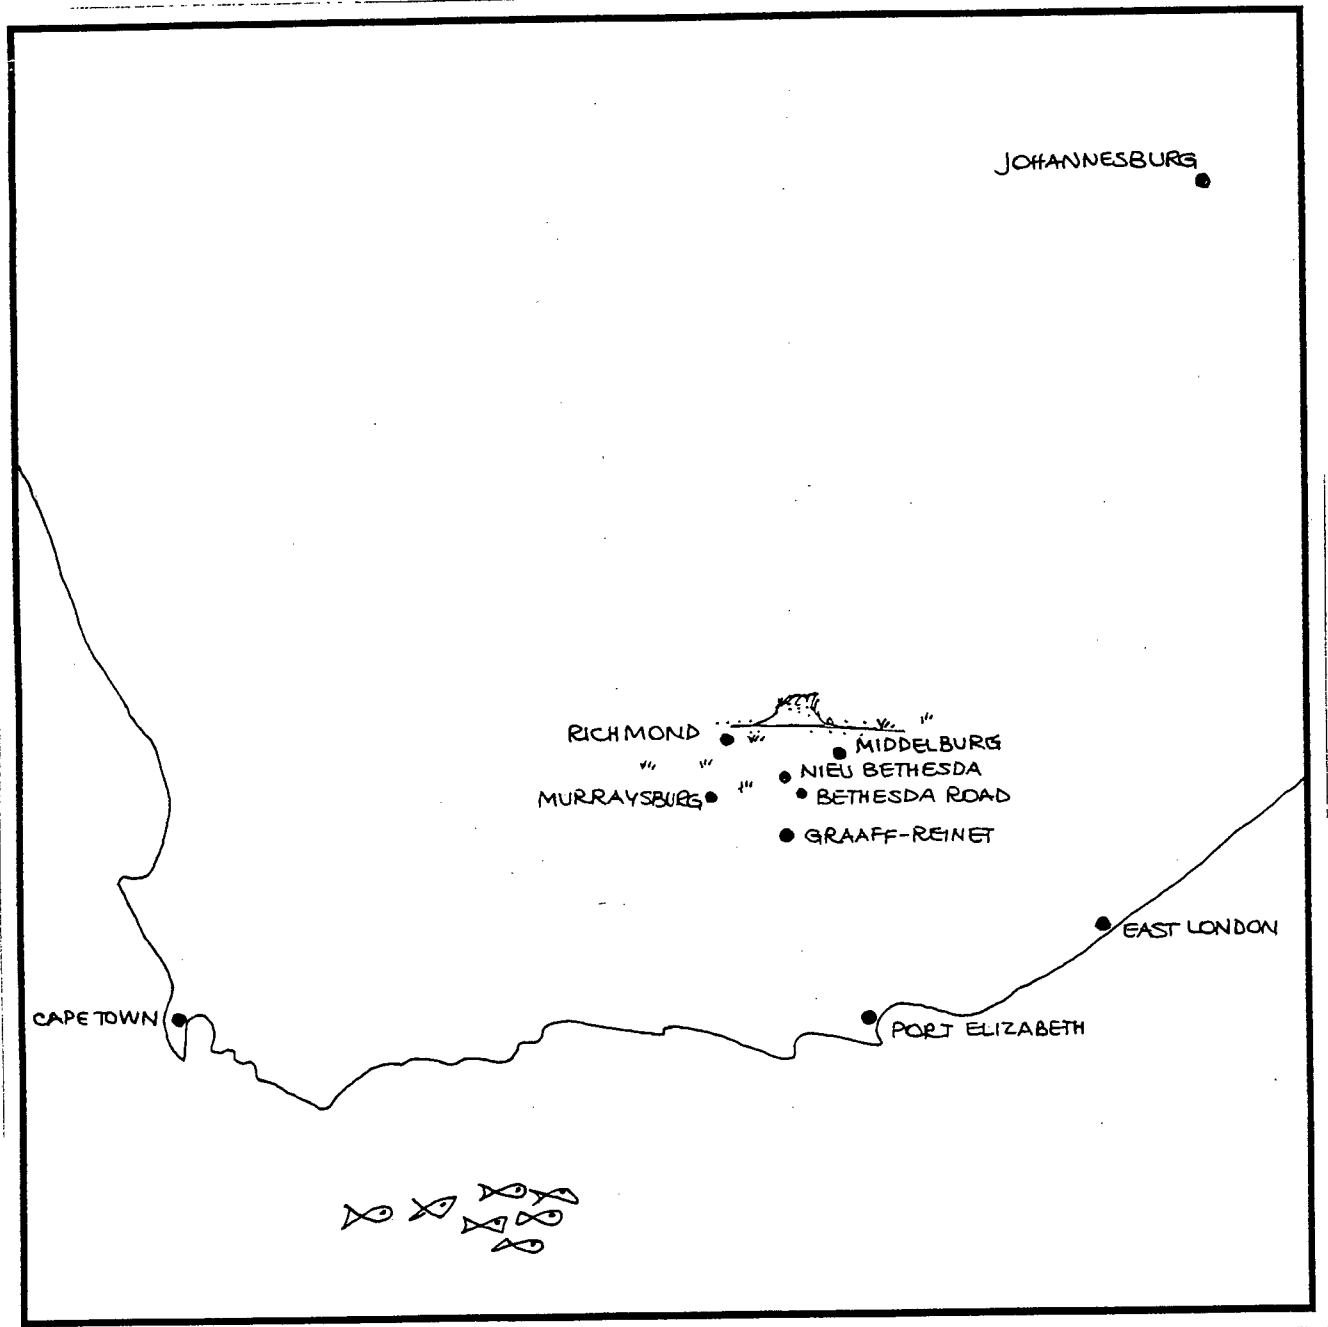 JOHANNESBURG
RICHMOND
MIDDELBURG
NIEU BETHESDA
MURRAYSBURG
BETHESDA ROAD
GRAAFF-REINET
EAST LONDON
CAPE TOWN
PORT ELIZABETH